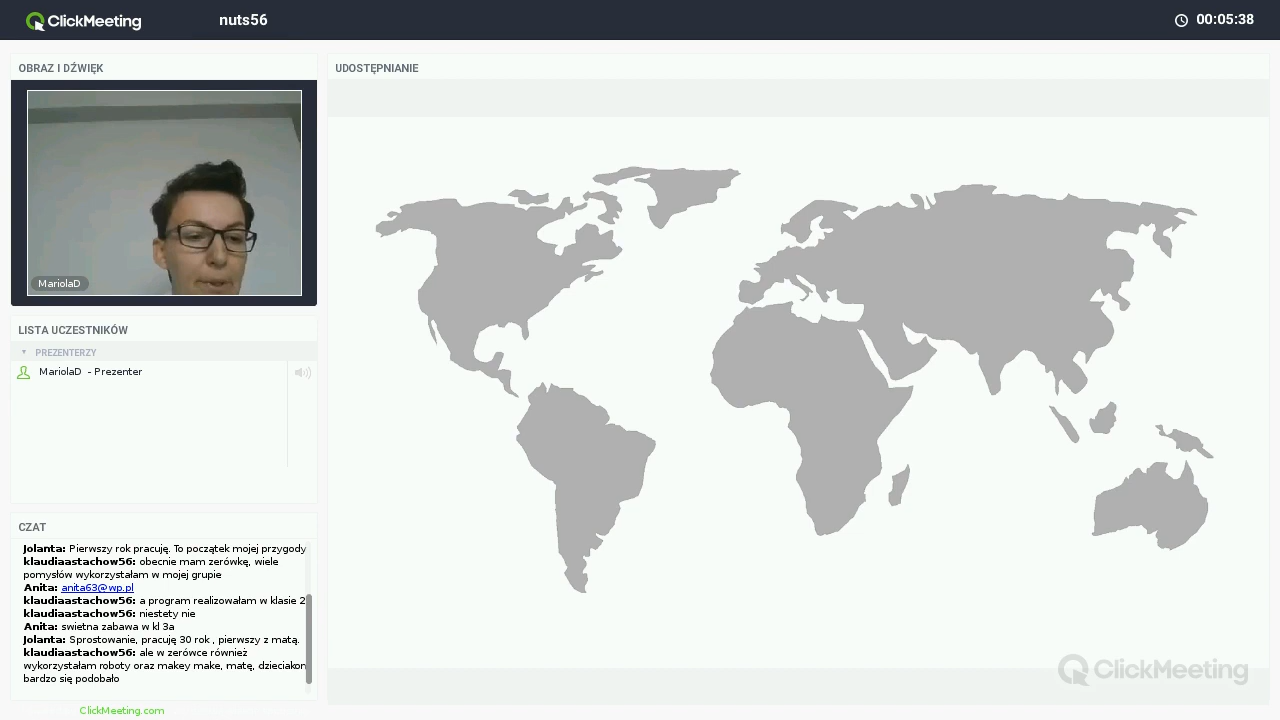 ClickMeeting
nuts56
00:05:38
OBRAZ I DŹWIĘK
MariolaD
LISTA UCZESTNIKÓW
PREZENTERZY
MariolaD - Prezenter
CZAT
Jolanta: Pierwszy rok pracuję. To początek mojej przygody
klaudiaastachow56: obecnie mam zerówkę, wiele
pomysłów wykorzystałam w mojej grupie
Anita: anita63@wp.pl
klaudiaastachow56: a program realizowałam w klasie 2
klaudiaastachow56: niestety nie
Anita: swietna zabawa w kl 3a
Jolanta: Sprostowanie, pracuję 30 rok , pierwszy z matą.
klaudiaastachow56: ale w zerówce również
wykorzystałam roboty oraz makey make, matę, dzieciakom
bardzo się podobało
ClickMeeting.com
UDOSTĘPNIANIE
ClickMeeting